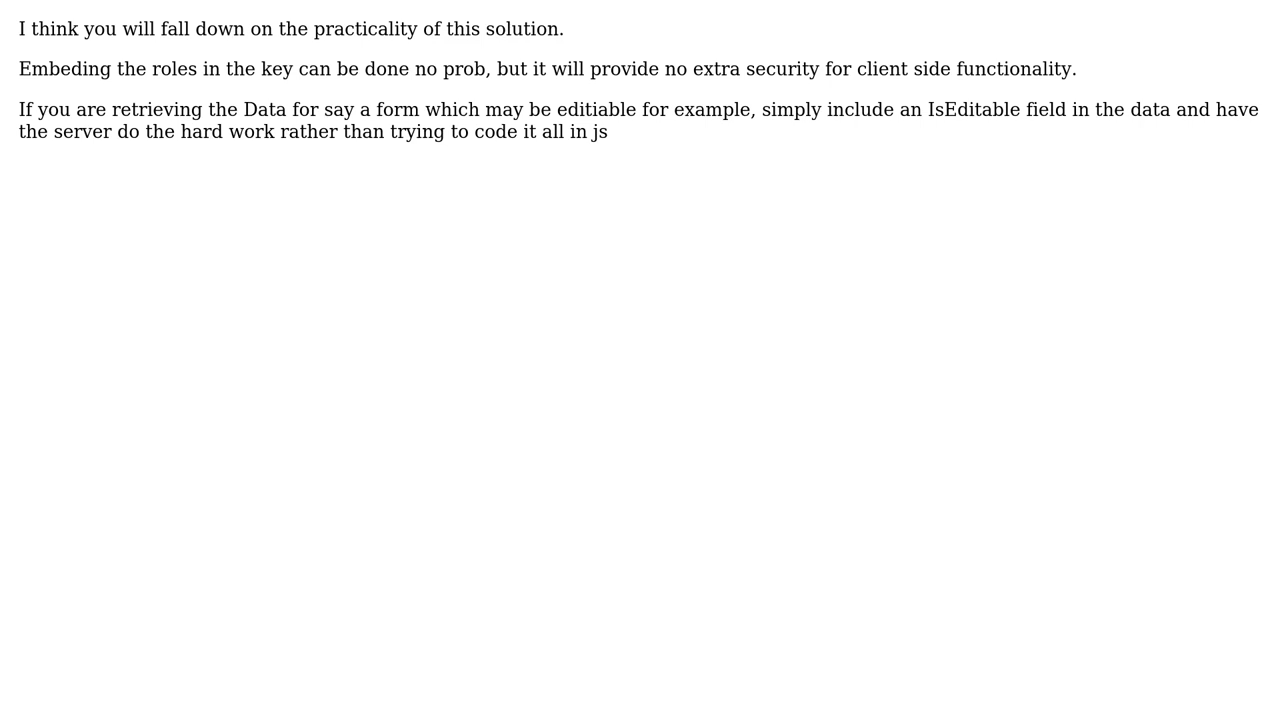 I think you will fall down on the practicality of this solution.
Embeding the roles in the key can be done no prob, but it will provide no extra security for client side functionality.
If you are retrieving the Data for say a form which may be editiable for example, simply include an IsEditable field in the data and have
the server do the hard work rather than trying to code it all in js